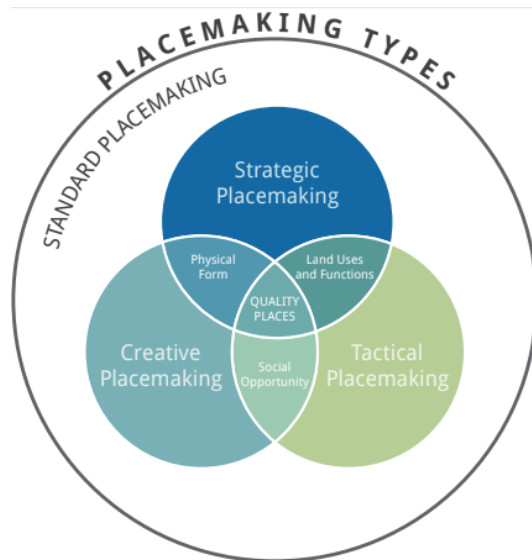 PLACEMAKING TYPES
STANDARD PLACEMAKING
Strategic
Placemaking
Physical
Form
Land Uses
and Functions
QUALITY
PLACES
Creative
Placemaking
Social
Opportunity
Tactical
Placemaking